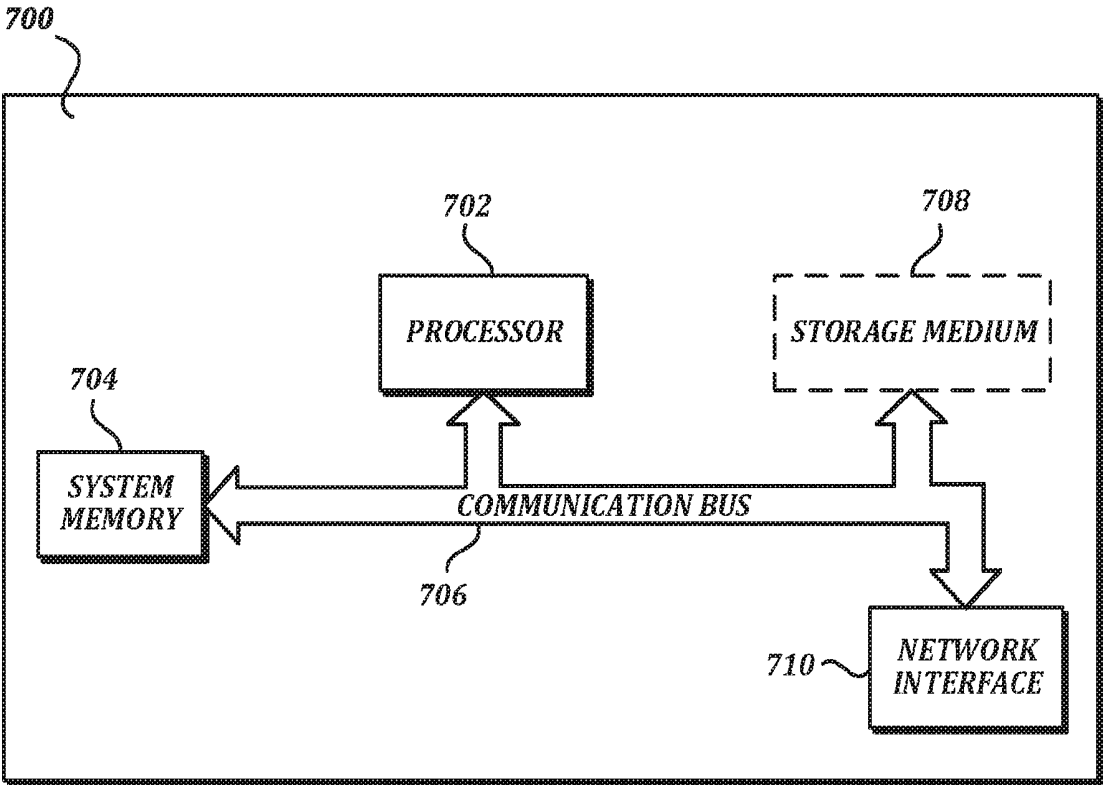 700
702
708
PROCESSOR
STORAGE MEDIUM
704
SYSTEM
MEMORY
COMMUNICATION BUS
706
710
NETWORK
INTERFACE